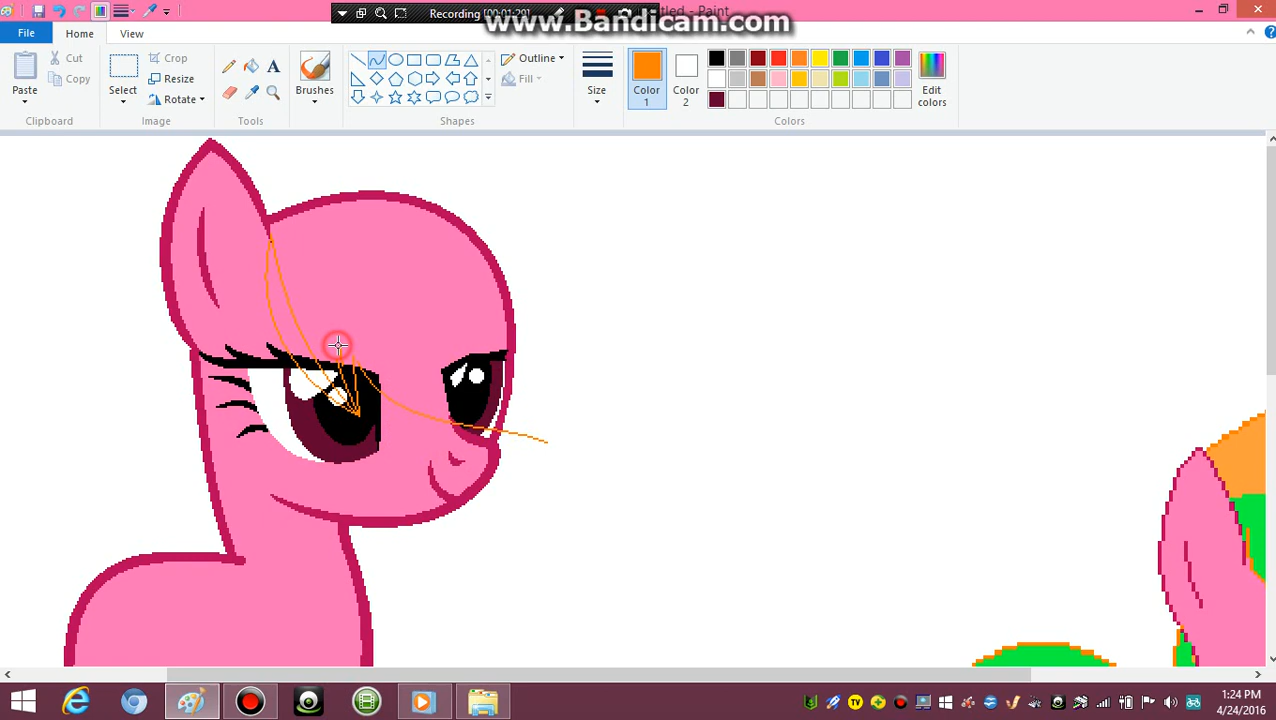 Recording [00:01:29]
www.Bandicam.com
- Paint
File
Home
View
Paste
Cut
Copy
Select
Crop
Resize
Rotate
Brushes
Outline
Fill
Size
Color 1
Color 2
Edit colors
Clipboard
Image
Tools
Shapes
Colors
TV
1:24 PM
4/24/2016